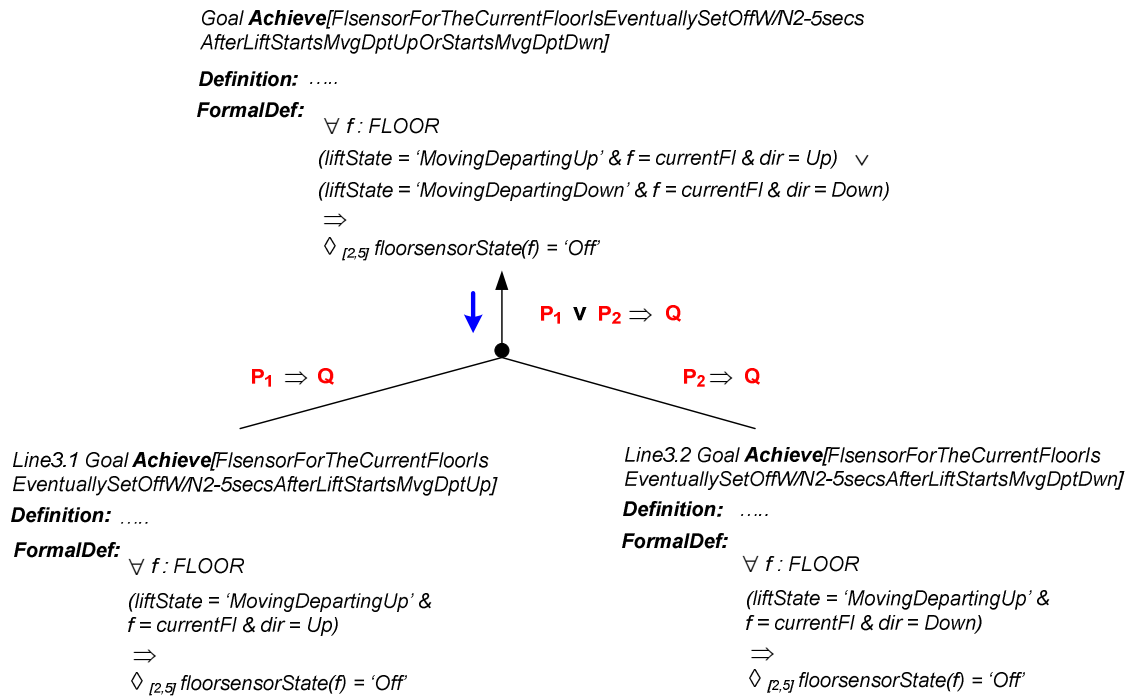 Goal Achieve[FlsensorForTheCurrentFloorIsEventuallySetOffW/N2-5secs
AfterLiftStartsMvgDptUpOrStartsMvgDptDwn]
Definition: .....
FormalDef:
∀ f : FLOOR
(liftState = ‘MovingDepartingUp’ & f = currentFl & dir = Up) ∨
(liftState = ‘MovingDepartingDown’ & f = currentFl & dir = Down)
⇒
◊ [2,5] floorsensorState(f) = ‘Off’
P1 v P2 ⇒ Q
P1 ⇒ Q
P2 ⇒ Q
Line3.1 Goal Achieve[FlsensorForTheCurrentFloorIs
EventuallySetOffW/N2-5secsAfterLiftStartsMvgDptUp]
Definition: .....
FormalDef:
∀ f : FLOOR
(liftState = ‘MovingDepartingUp’ &
f = currentFl & dir = Up)
⇒
◊ [2,5] floorsensorState(f) = ‘Off’
Line3.2 Goal Achieve[FlsensorForTheCurrentFloorIs
EventuallySetOffW/N2-5secsAfterLiftStartsMvgDptDwn]
Definition: .....
FormalDef:
∀ f : FLOOR
(liftState = ‘MovingDepartingUp’ &
f = currentFl & dir = Down)
⇒
◊ [2,5] floorsensorState(f) = ‘Off’